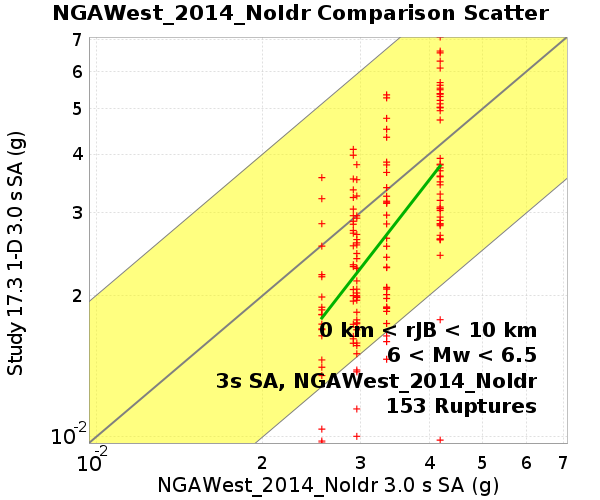 NGAWest_2014_NoIdr Comparison Scatter
7
6
5
4
3
2
10-2
Study 17.3 1-D 3.0 s SA (g)
0 km < rJB < 10 km
6 < Mw < 6.5
3s SA, NGAWest_2014_NoIdr
153 Ruptures
10-2 2 3 4 5 6 7
NGAWest_2014_NoIdr 3.0 s SA (g)